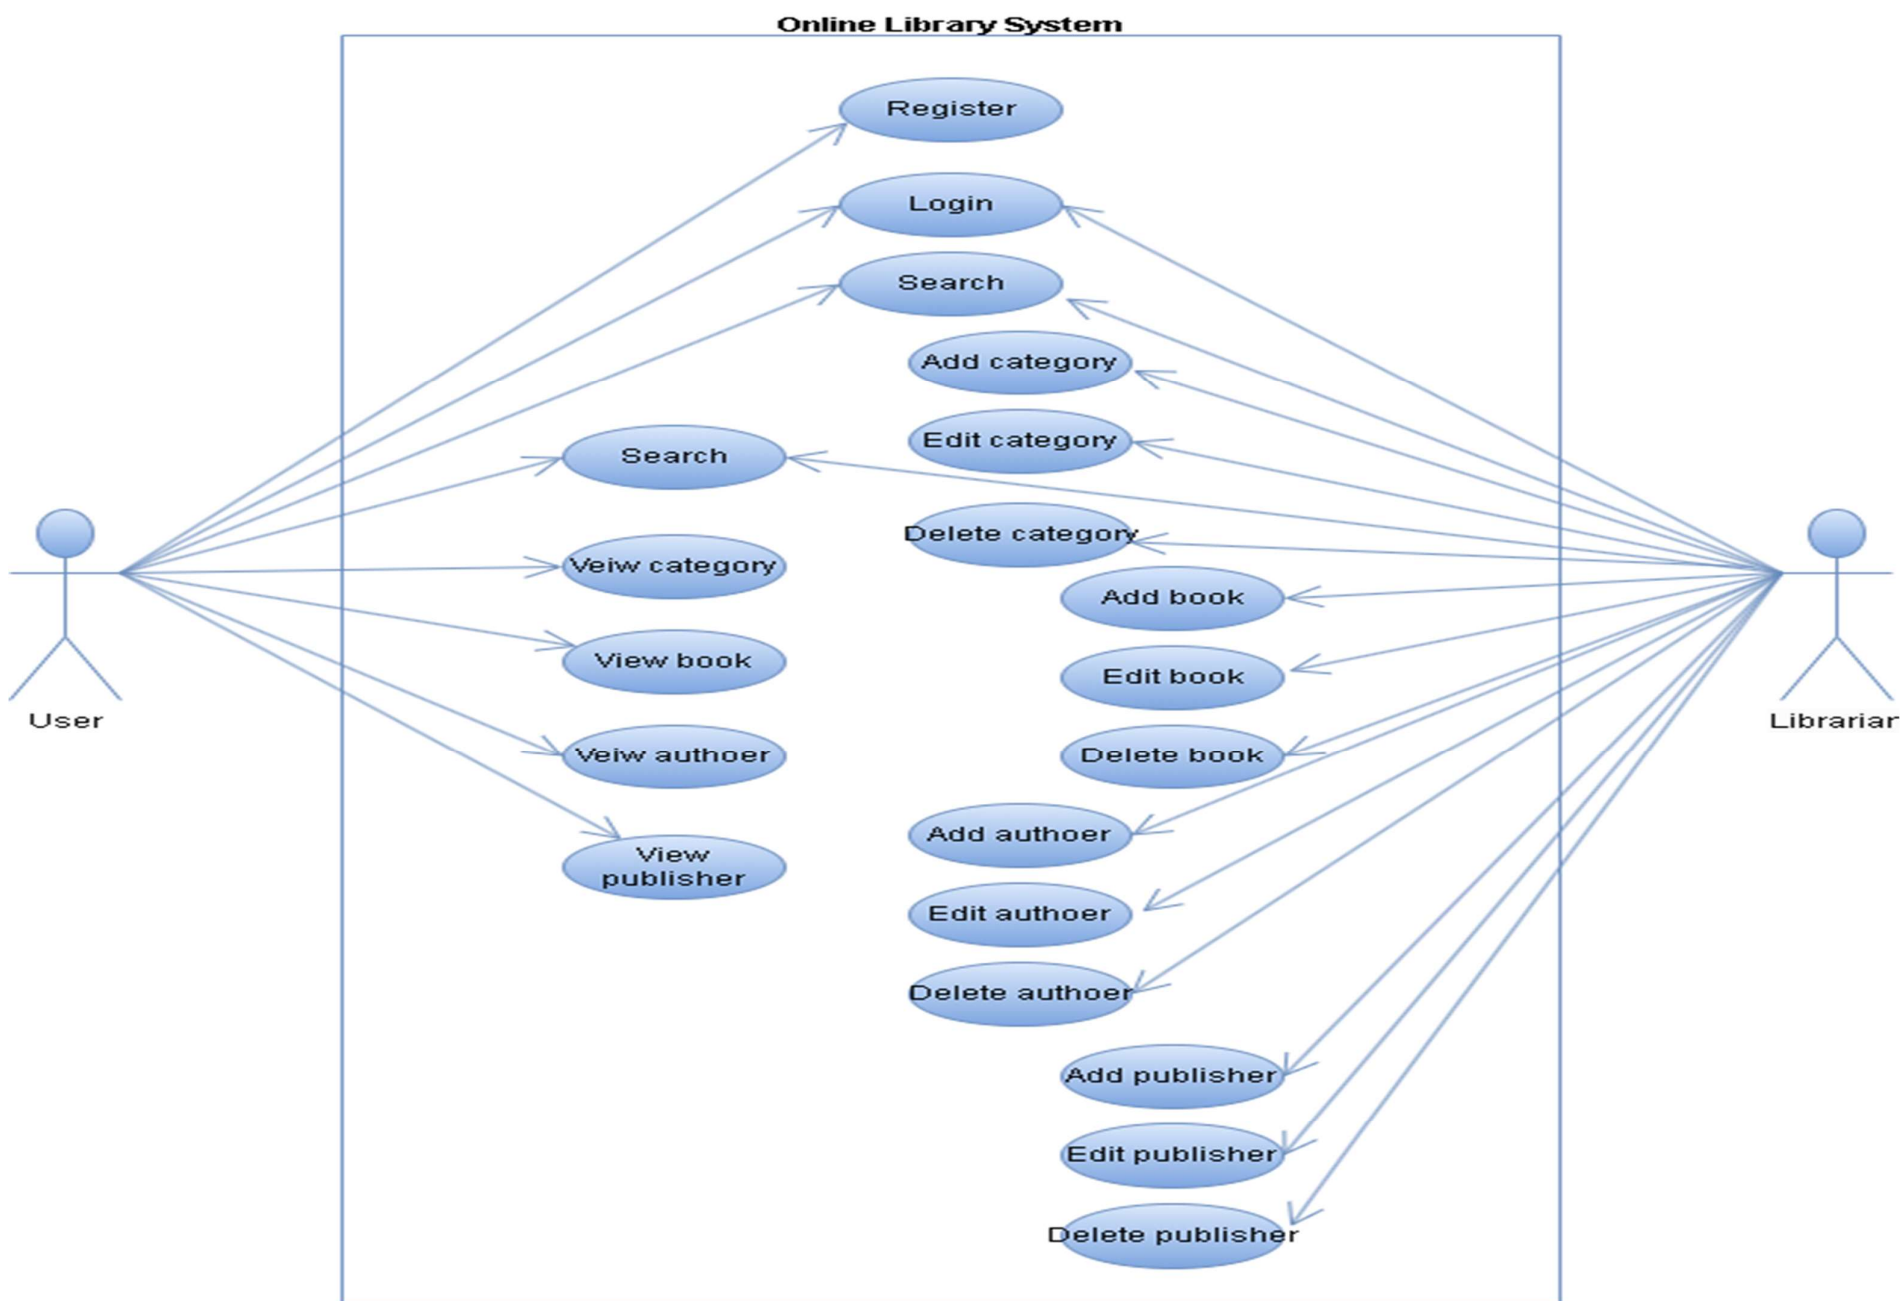 Online Library System
Register
Login
Search
Add category
Edit category
Search
Delete category
Veiw category
Add book
View book
Edit book
User
Librariar
Veiw authoer
Delete book
Add authoer
View
publisher
Edit authoer
Delete authoer
Add publisher
Edit publisher
Delete publisher